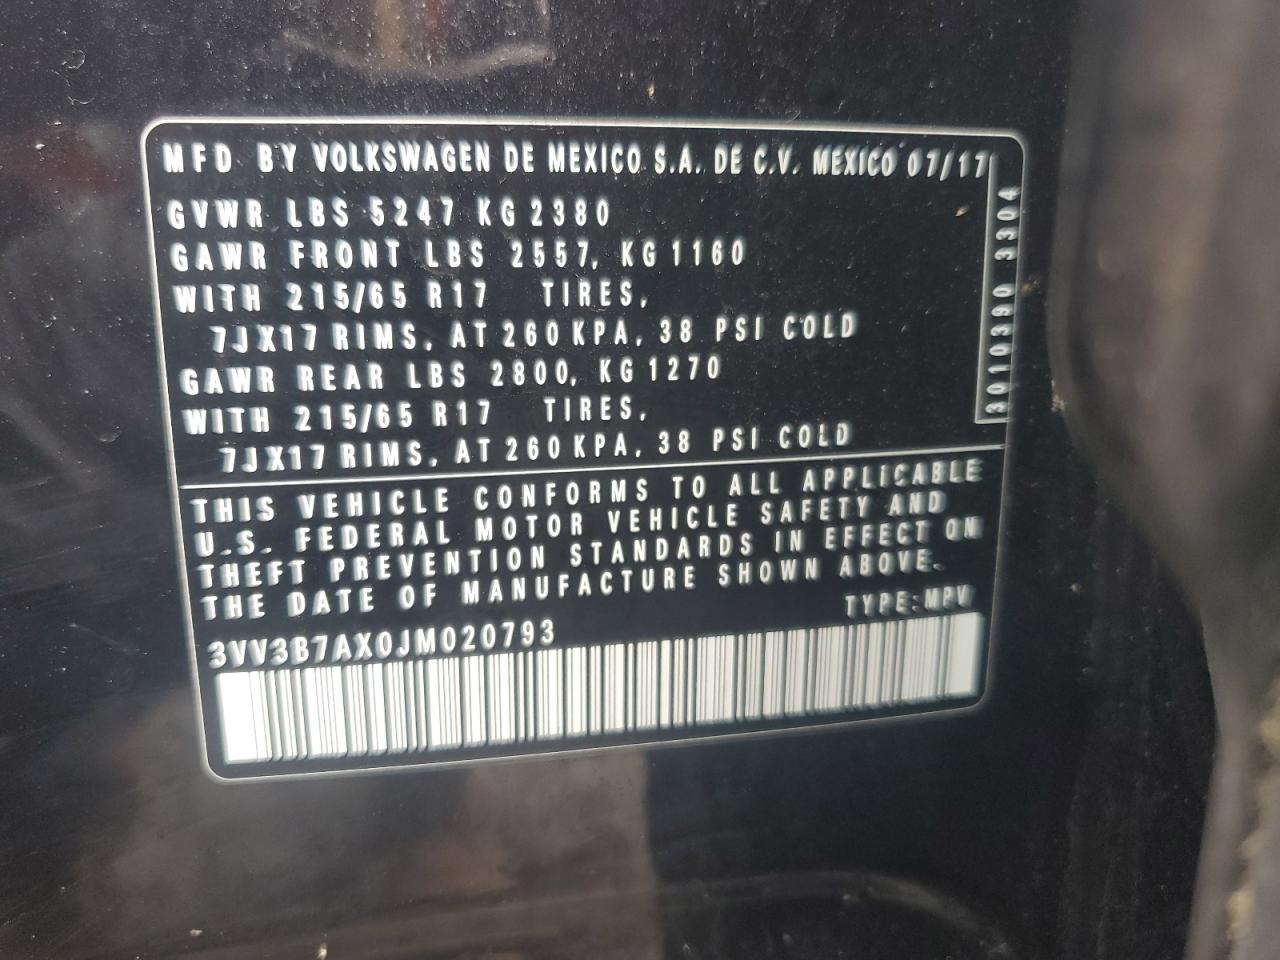 MFD BY VOLKSWAGEN DE MEXICO S.A. DE C.V. MEXICO 07/17
GVWR LBS 5247 KG 2380
GAWR FRONT LBS 2557, KG 1160
WITH 215/65 R17 TIRES,
7JX17 RIMS, AT 260 KPA, 38 PSI COLD
GAWR REAR LBS 2800, KG 1270
WITH 215/65 R17 TIRES,
7JX17 RIMS, AT 260 KPA, 38 PSI COLD
3010390 3304
THIS VEHICLE CONFORMS TO ALL APPLICABLE
U.S. FEDERAL MOTOR VEHICLE SAFETY AND
THEFT PREVENTION STANDARDS IN EFFECT ON
THE DATE OF MANUFACTURE SHOWN ABOVE.
TYPE:MPV
3VV3B7AX0JM020793